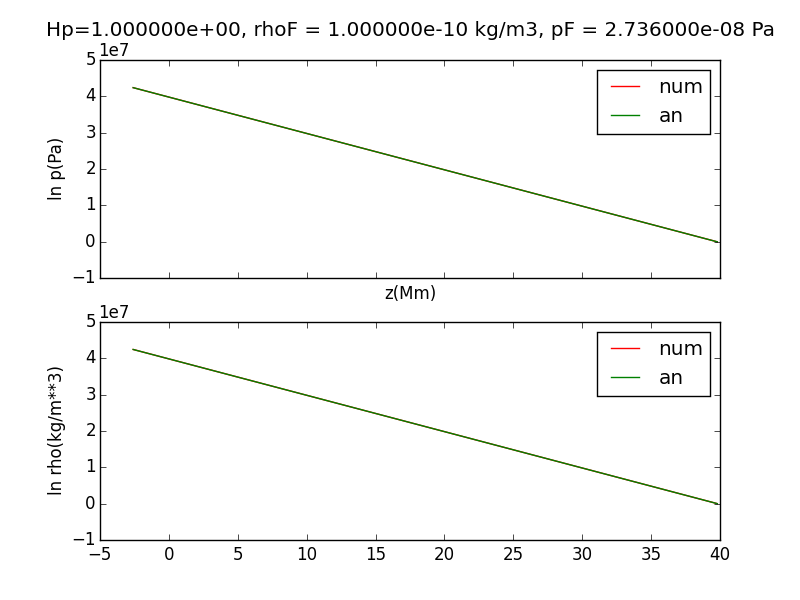 Hp=1.000000e+00, rhoF = 1.000000e-10 kg/m3, pF = 2.736000e-08 Pa
1e7
5
4
3
2
1
0
−1
ln p(Pa)
num
an
z(Mm)
1e7
5
4
3
2
1
0
−1
ln rho(kg/m**3)
num
an
−5 0 5 10 15 20 25 30 35 40